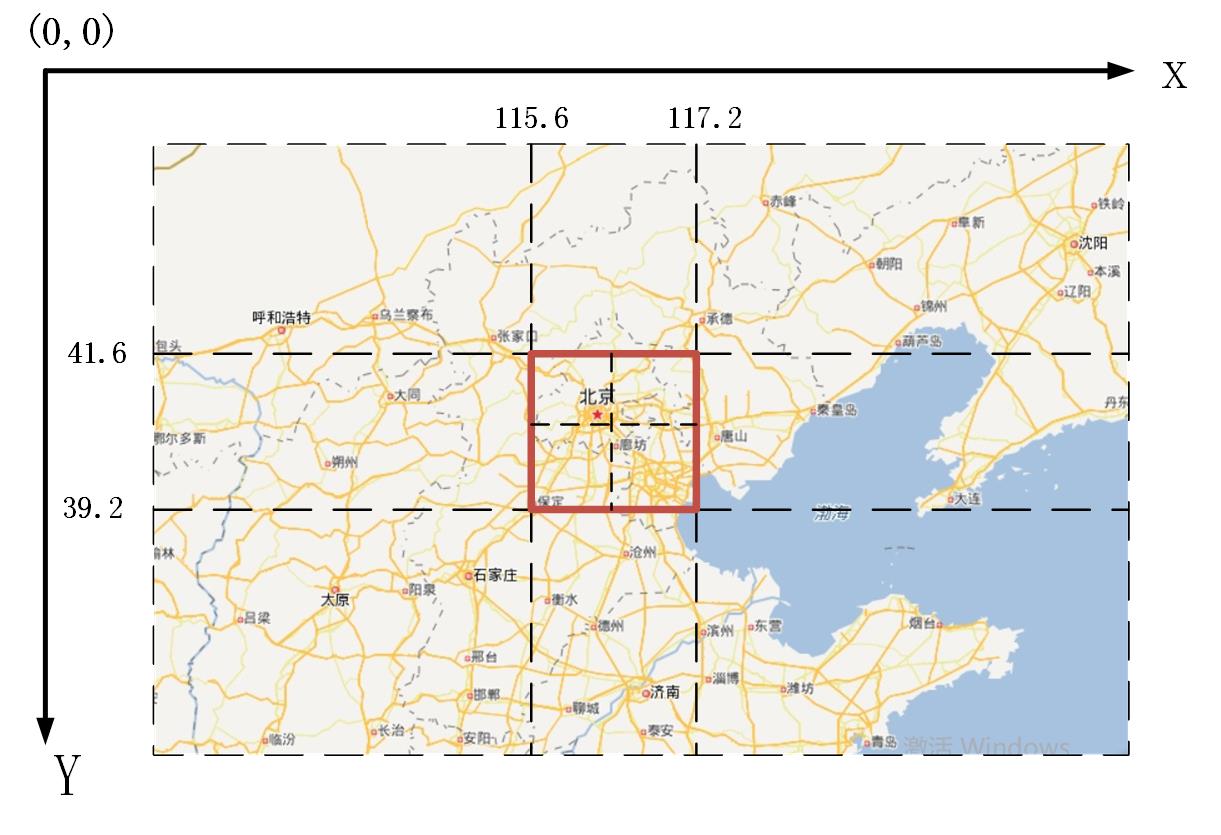 (0,0)
X
115.6 117.2
赤峰
铁岭
阜新
沈阳
朝阳
本溪
辽阳
锦州
呼和浩特
乌兰察布
承德
张家口
葫芦岛
包头
41.6
大同
北京
丹东
秦皇岛
鄂尔多斯
唐山
廊坊
朔州
大连
保定
39.2
渤海
榆林
沧州
石家庄
阳泉
太原
衡水
吕梁
德州
滨州
东营
烟台
邢台
淄博
潍坊
济南
邯郸
聊城
长治
泰安
临汾
安阳
青岛
激活 Windows
Y